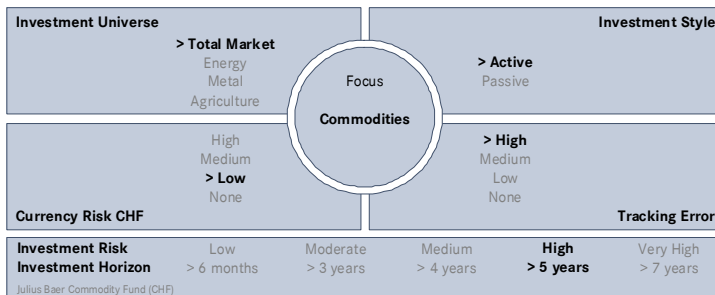 Investment Universe
> Total Market
Energy
Metal
Agriculture
Investment Style
> Active
Passive
Focus
Commodities
High
Medium
> Low
None
Currency Risk CHF
> High
Medium
Low
None
Tracking Error
Investment Risk Low Moderate Medium High Very High
Investment Horizon > 6 months > 3 years > 4 years > 5 years > 7 years
Julius Baer Commodity Fund (CHF)